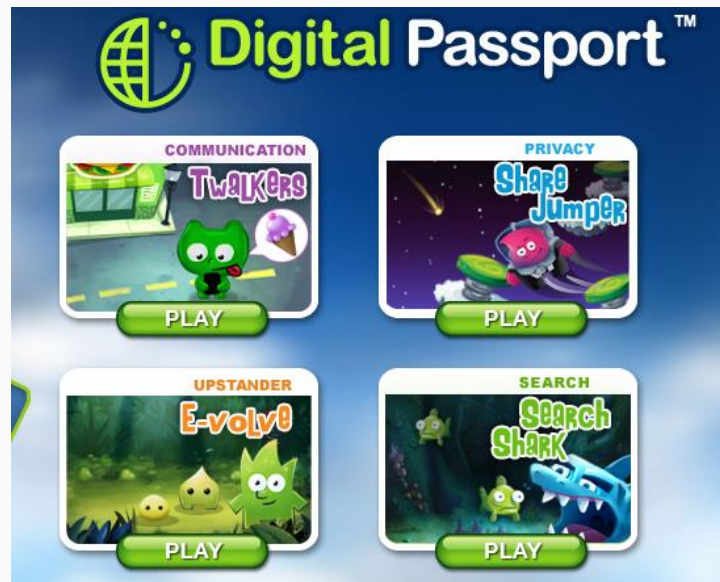 Digital Passport™
COMMUNICATION
Twalkers
PLAY
PRIVACY
Share
Jumper
PLAY
UPSTANDER
E-volve
PLAY
SEARCH
Search
Shark
PLAY